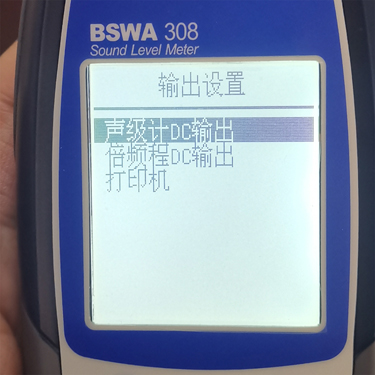 BSWA 308
Sound Level Meter
输出设置
声级计DC输出
倍频程DC输出
打印机